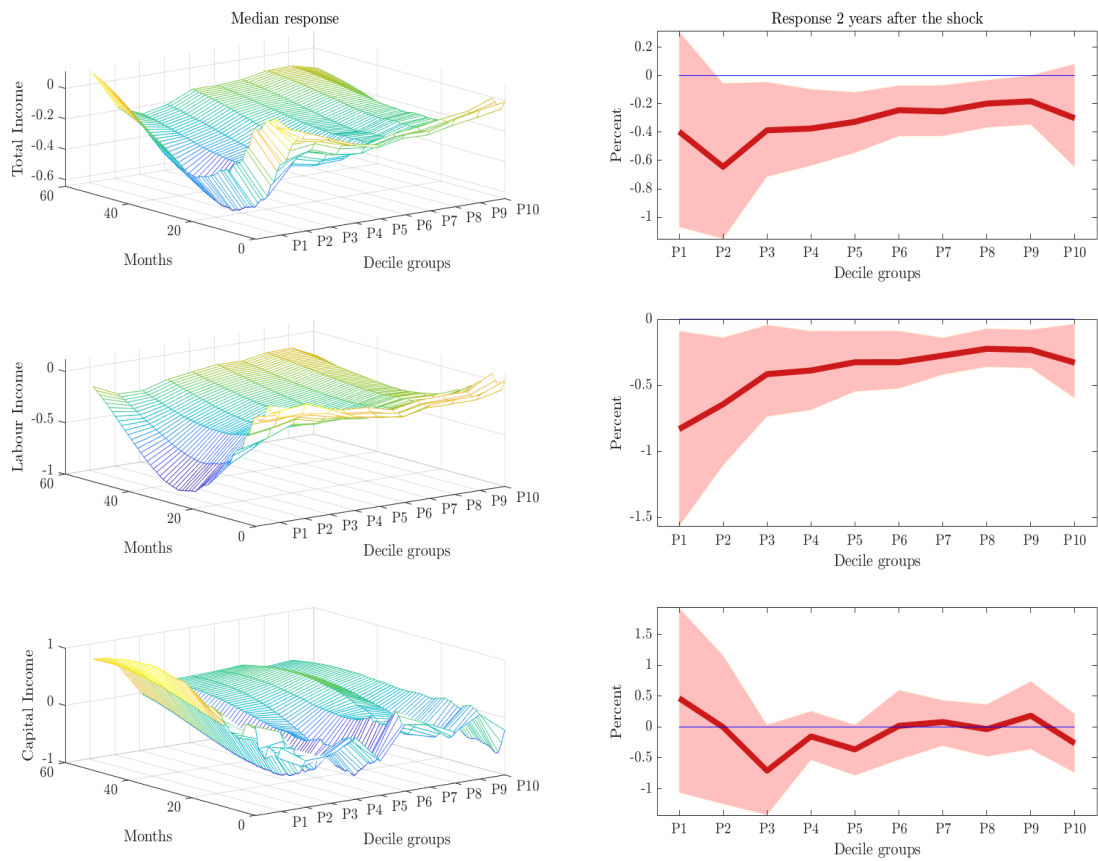 Median response
Total Income
0
-0.2
-0.4
-0.6
60
40
20
0
Months
P1 P2 P3 P4 P5 P6 P7 P8 P9 P10
Decile groups
Response 2 years after the shock
Percent
0.2
0
-0.2
-0.4
-0.6
-0.8
-1
P1 P2 P3 P4 P5 P6 P7 P8 P9 P10
Decile groups
Labour Income
0
-0.5
-1
60
40
20
0
Months
P1 P2 P3 P4 P5 P6 P7 P8 P9 P10
Decile groups
Percent
0
-0.5
-1
-1.5
P1 P2 P3 P4 P5 P6 P7 P8 P9 P10
Decile groups
Capital Income
1
0
-1
60
40
20
0
Months
P1 P2 P3 P4 P5 P6 P7 P8 P9 P10
Decile groups
Percent
1.5
1
0.5
0
-0.5
-1
P1 P2 P3 P4 P5 P6 P7 P8 P9 P10
Decile groups